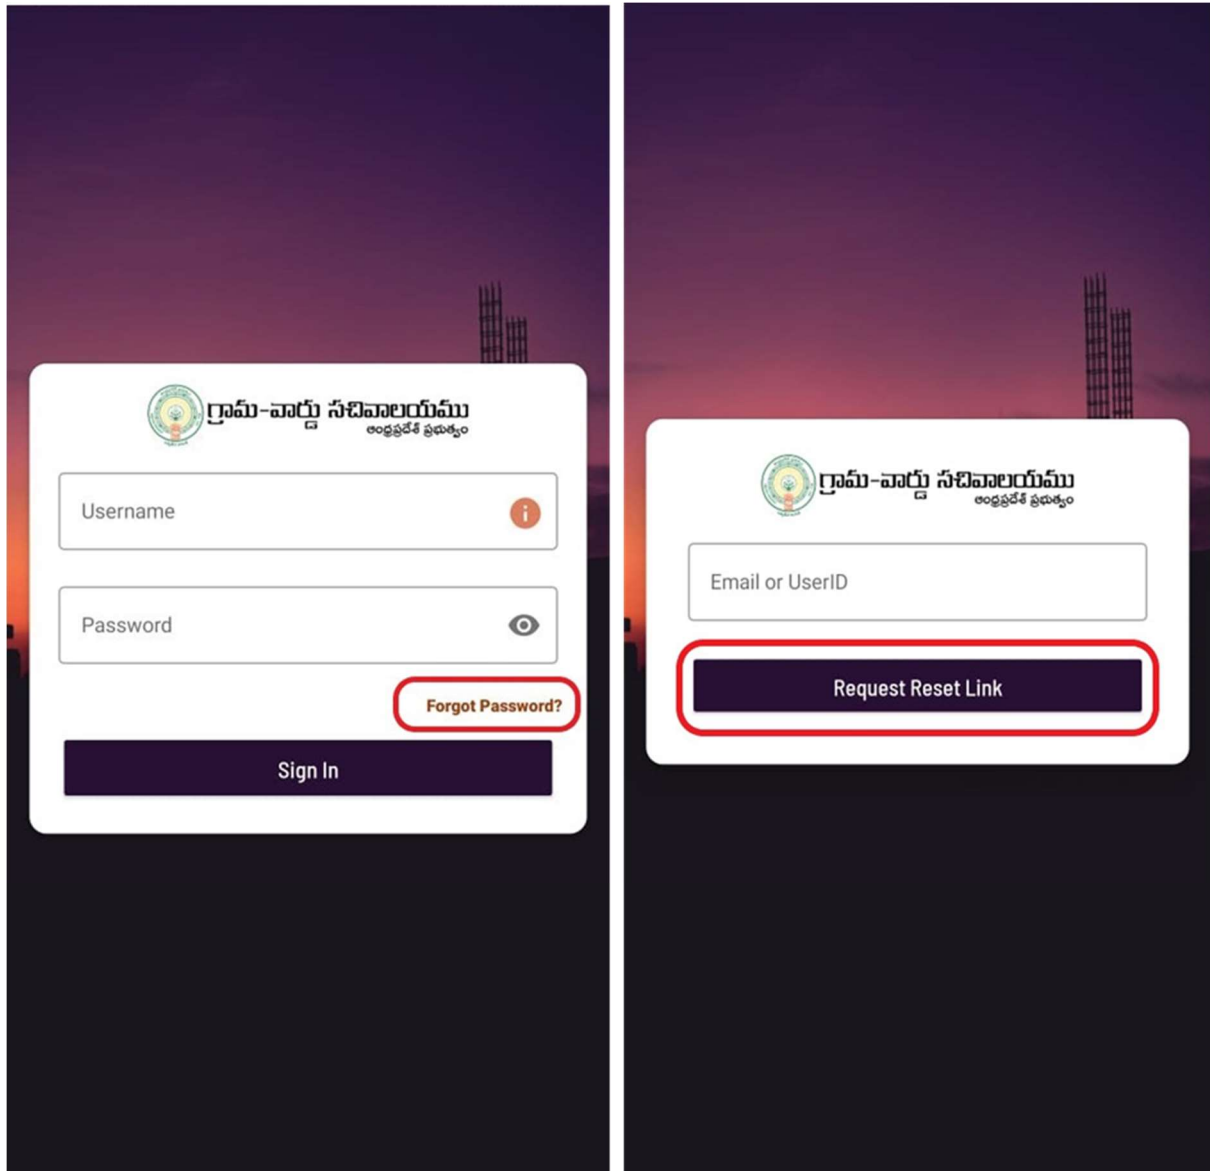 గ్రామ-వార్డు సచివాలయము
ఆంధ్రప్రదేశ్ ప్రభుత్వం
Username
Password
Forgot Password?
Sign In
గ్రామ-వార్డు సచివాలయము
ఆంధ్రప్రదేశ్ ప్రభుత్వం
Email or UserID
Request Reset Link